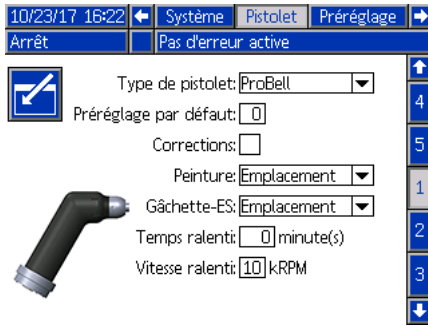 10/23/17 16:22 Système Pistolet Préréglage
Arrêt Pas d'erreur active
Type de pistolet: ProBell
Préréglage par défaut: 0
Corrections:
Peinture: Emplacement
Gâchette-ES: Emplacement
Temps ralenti: 0 minute(s)
Vitesse ralenti: 10 kRPM
4
5
1
2
3